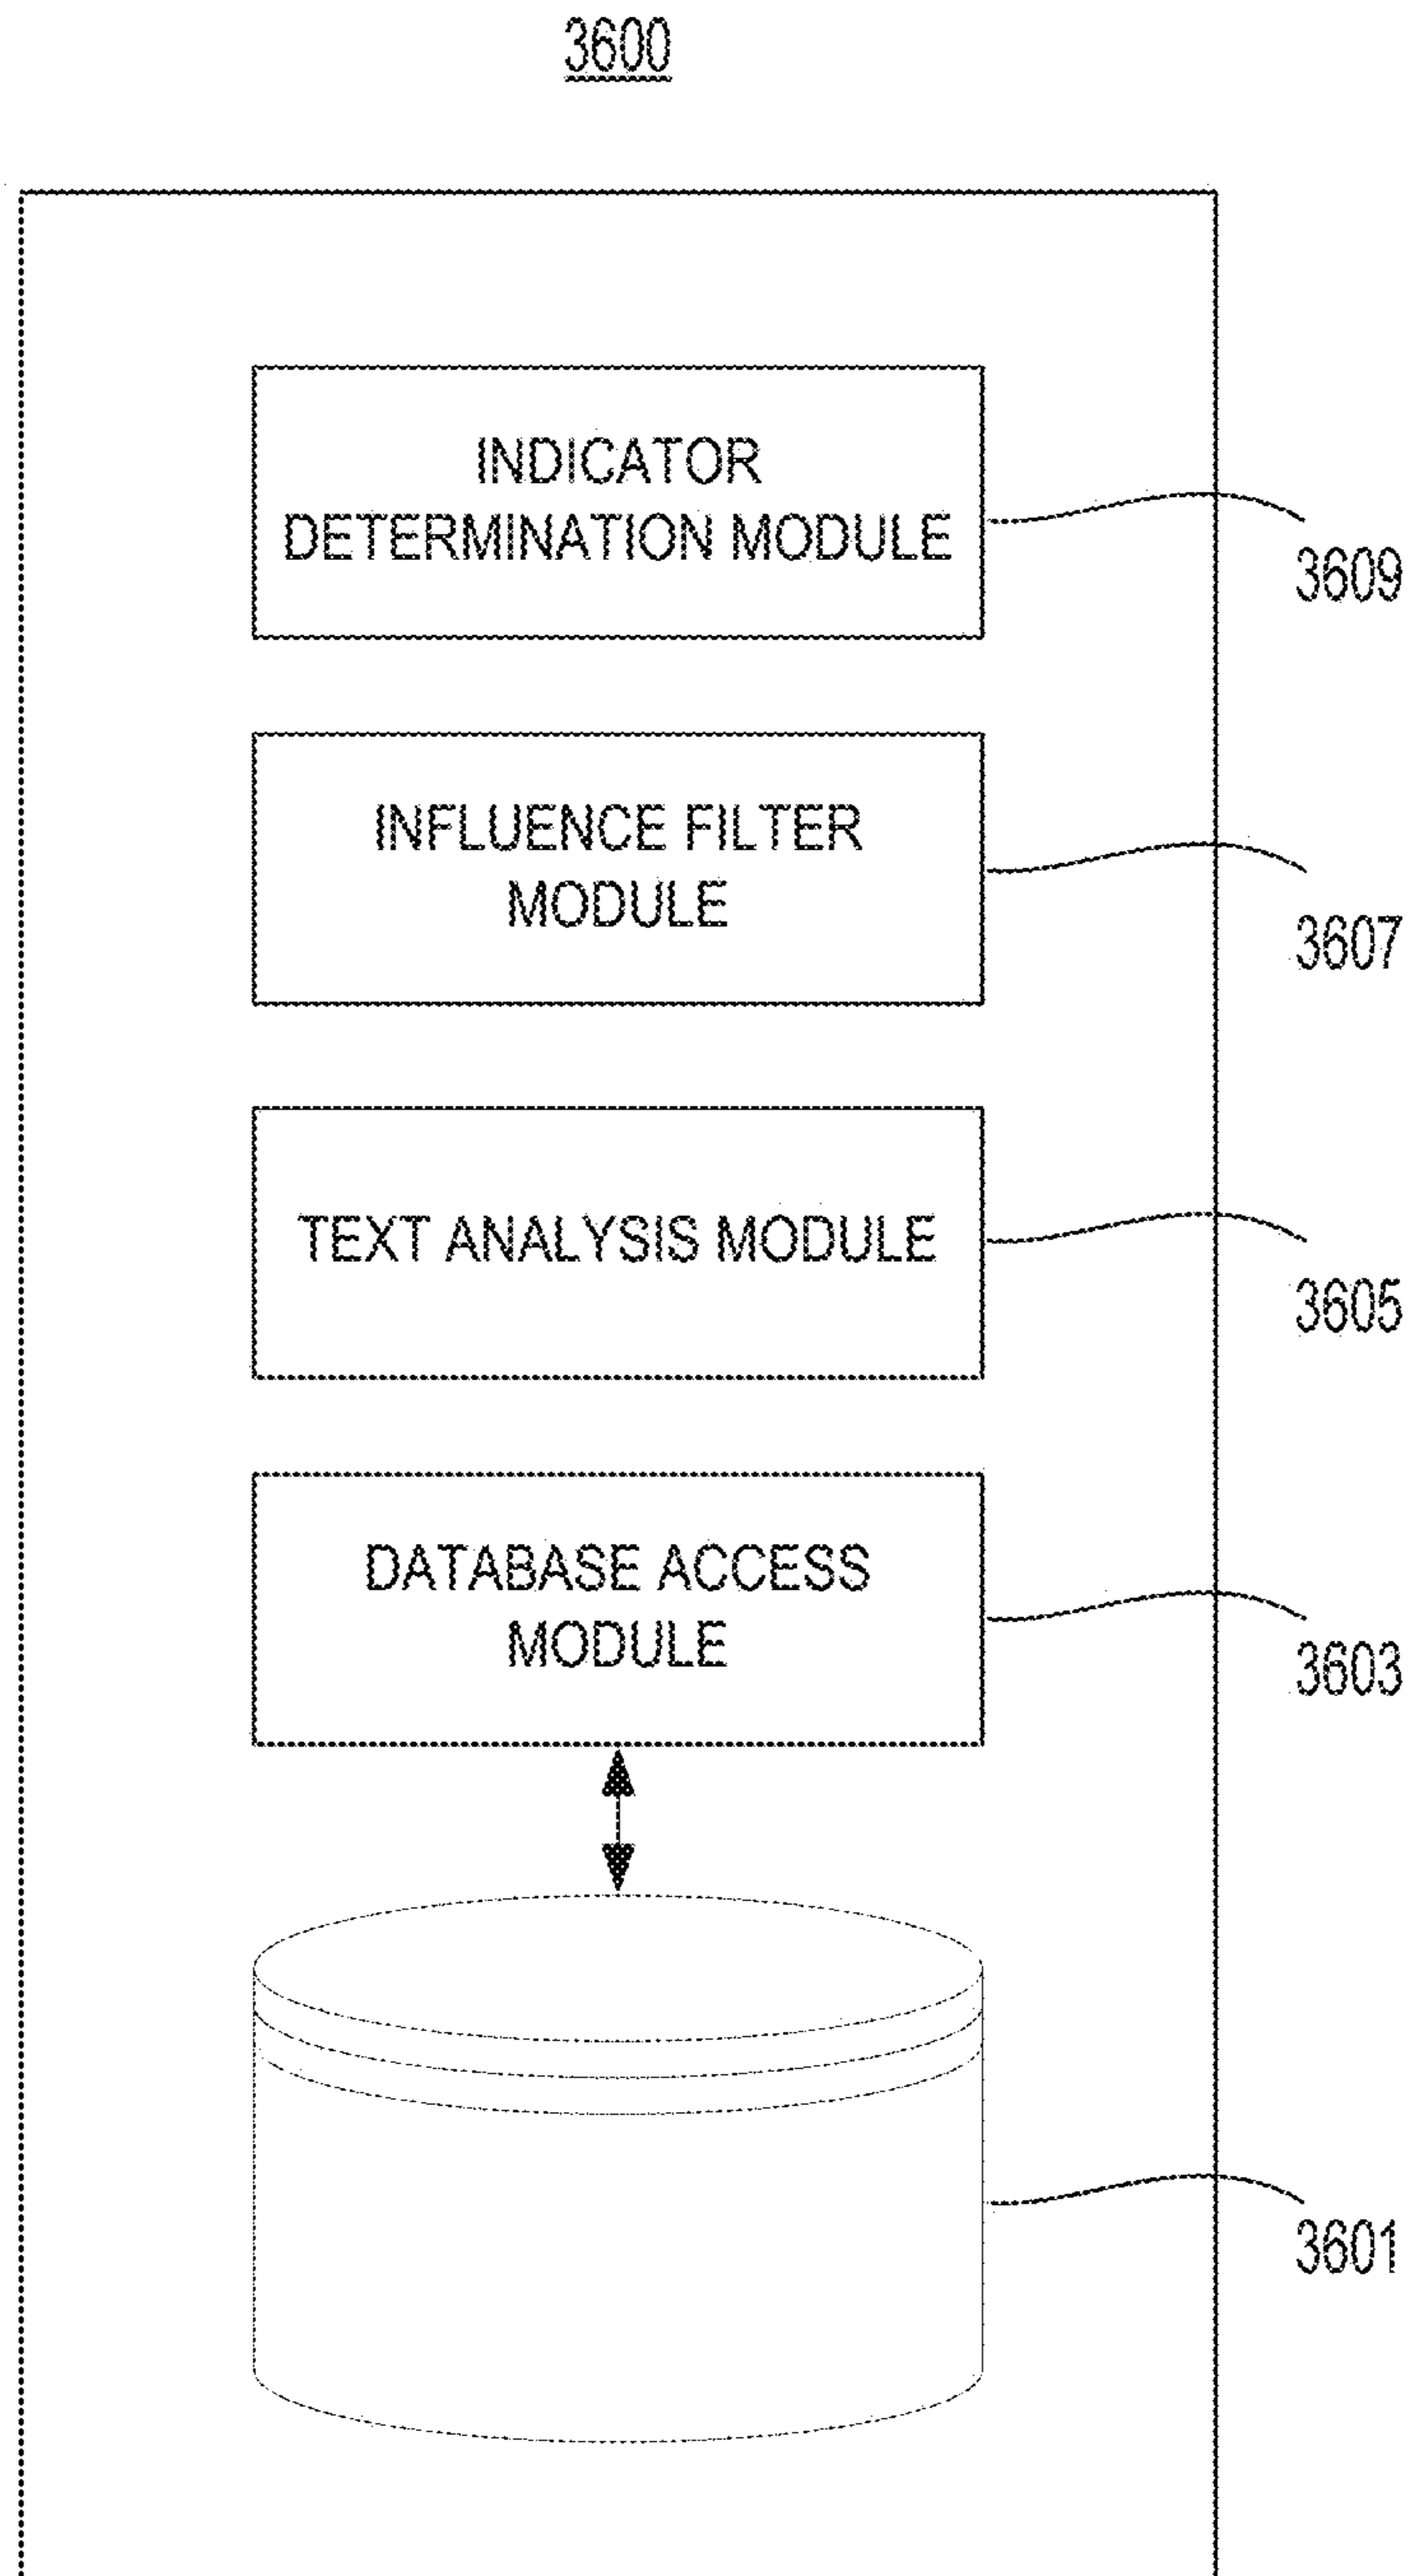 3600
INDICATOR
DETERMINATION MODULE
3609
INFLUENCE FILTER
MODULE
3607
TEXT ANALYSIS MODULE
3605
DATABASE ACCESS
MODULE
3603
3601